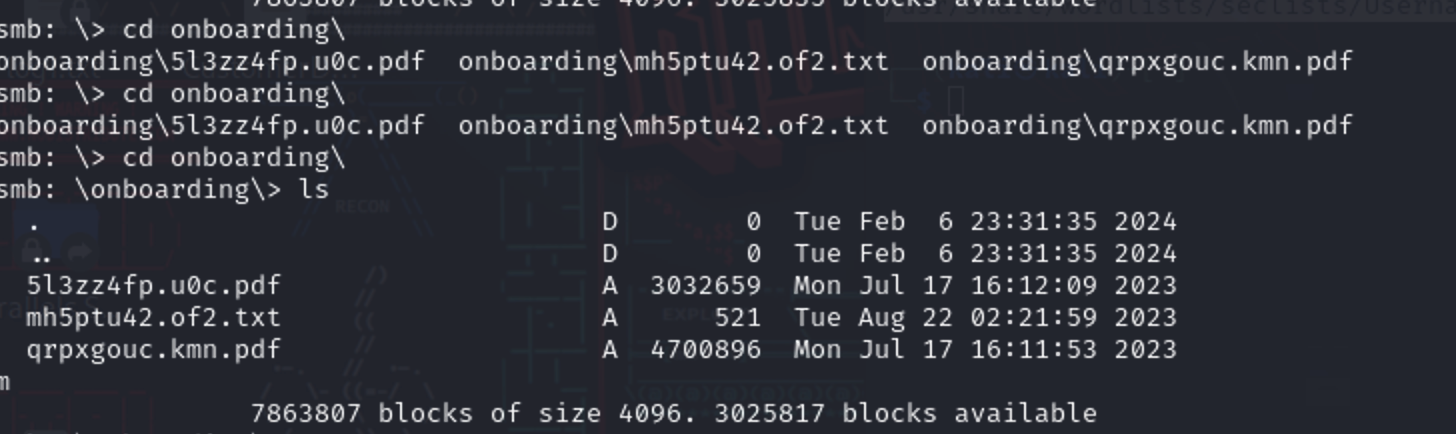 7863807 blocks of size 4096. 3025833 blocks available
smb: \> cd onboarding\
onboarding\5l3zz4fp.u0c.pdf  onboarding\mh5ptu42.of2.txt  onboarding\qrpxgouc.kmn.pdf
smb: \> cd onboarding\
onboarding\5l3zz4fp.u0c.pdf  onboarding\mh5ptu42.of2.txt  onboarding\qrpxgouc.kmn.pdf
smb: \> cd onboarding\
smb: \onboarding\> ls
.                                   D        0  Tue Feb  6 23:31:35 2024
..                                  D        0  Tue Feb  6 23:31:35 2024
5l3zz4fp.u0c.pdf                    A  3032659  Mon Jul 17 16:12:09 2023
mh5ptu42.of2.txt                    A      521  Tue Aug 22 02:21:59 2023
qrpxgouc.kmn.pdf                    A  4700896  Mon Jul 17 16:11:53 2023
m
7863807 blocks of size 4096. 3025817 blocks available
RECON